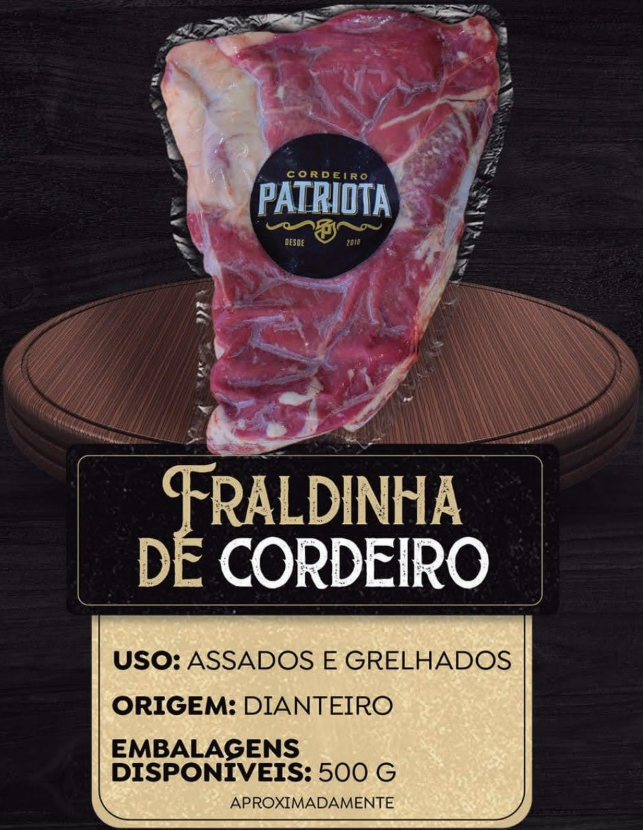 CORDEIRO
PATRIOTA
DESDE 2010
FRALDINHA
DE CORDEIRO
USO: ASSADOS E GRELHADOS
ORIGEM: DIANTEIRO
EMBALAGENS
DISPONÍVEIS: 500 G
APROXIMADAMENTE